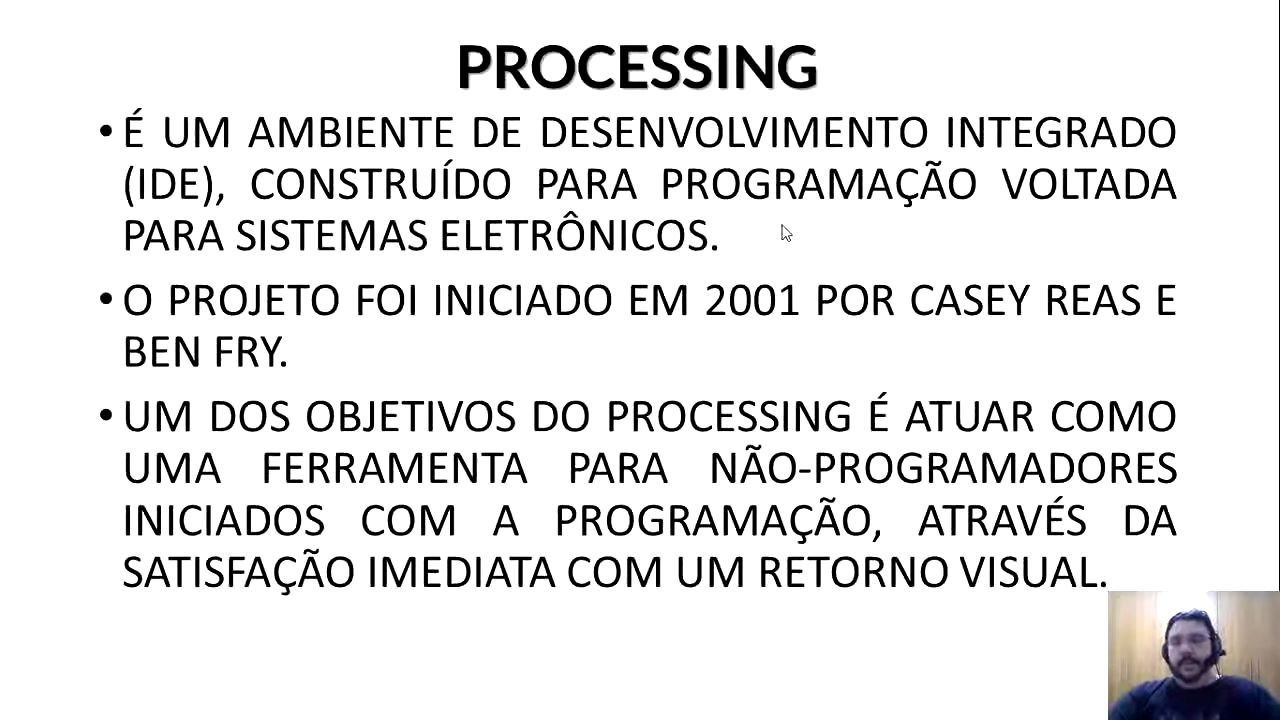 PROCESSING
• É UM AMBIENTE DE DESENVOLVIMENTO INTEGRADO
(IDE), CONSTRUÍDO PARA PROGRAMAÇÃO VOLTADA
PARA SISTEMAS ELETRÔNICOS.
• O PROJETO FOI INICIADO EM 2001 POR CASEY REAS E
BEN FRY.
• UM DOS OBJETIVOS DO PROCESSING É ATUAR COMO
UMA FERRAMENTA PARA NÃO-PROGRAMADORES
INICIADOS COM A PROGRAMAÇÃO, ATRAVÉS DA
SATISFAÇÃO IMEDIATA COM UM RETORNO VISUAL.